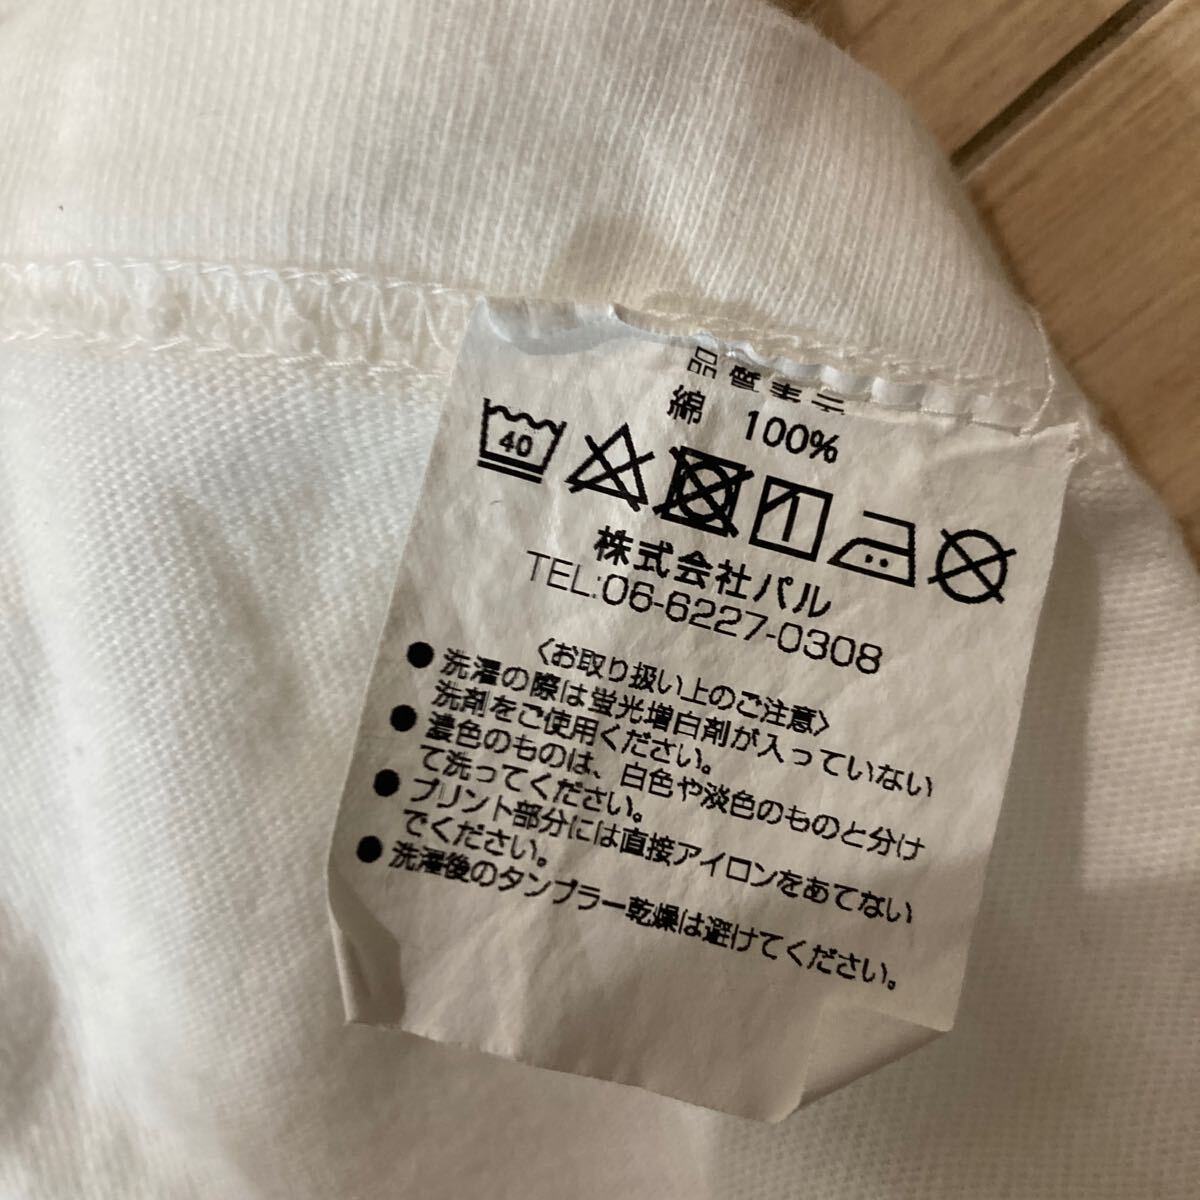 品質表示
綿 100%
40
株式会社パル
TEL:06-6227-0308
〈お取り扱い上のご注意〉
●洗濯の際は蛍光増白剤が入っていない
洗剤をご使用ください。
●濃色のものは、白色や淡色のものと分け
て洗ってください。
●プリント部分には直接アイロンをあてない
でください。
●洗濯後のタンブラー乾燥は避けてください。